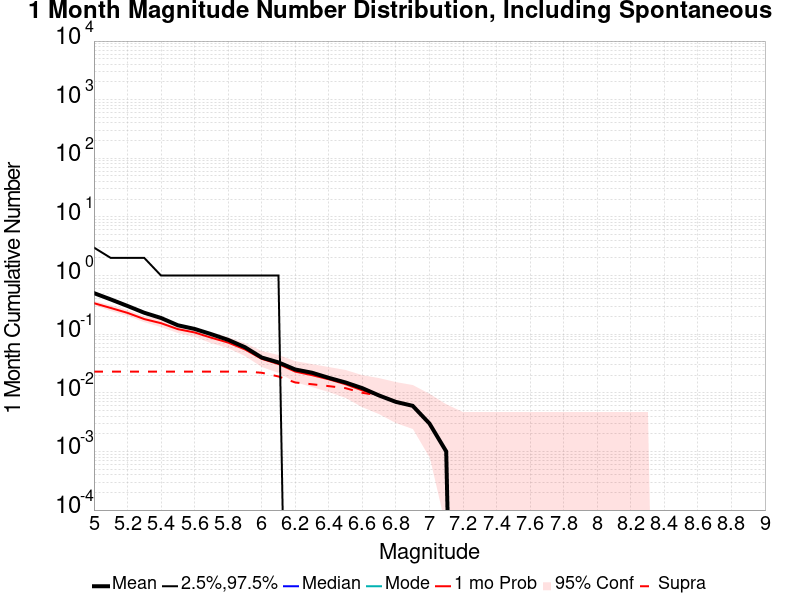 1 Month Magnitude Number Distribution, Including Spontaneous
1 Month Cumulative Number
10 4
10 3
10 2
10 1
10 0
10 -1
10 -2
10 -3
10 -4
5 5.2 5.4 5.6 5.8 6 6.2 6.4 6.6 6.8 7 7.2 7.4 7.6 7.8 8 8.2 8.4 8.6 8.8 9
Magnitude
Mean 2.5%,97.5% Median Mode 1 mo Prob 95% Conf Supra